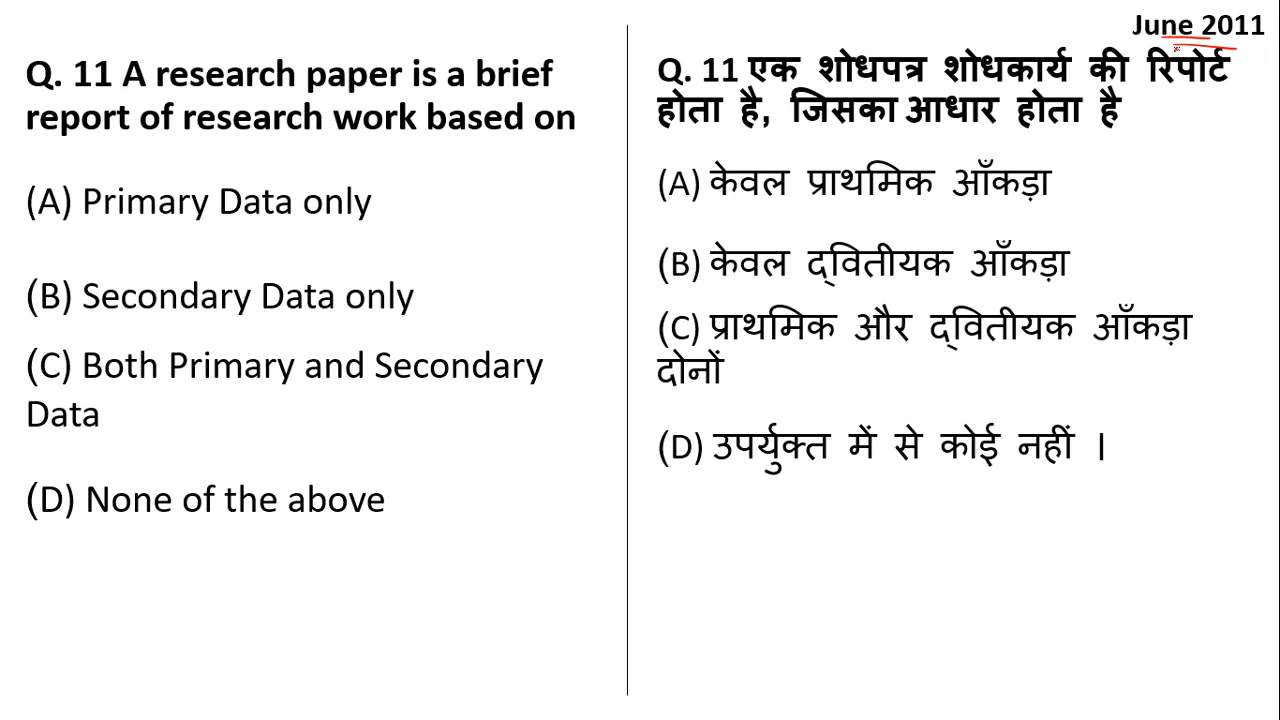 June 2011
Q. 11 A research paper is a brief
report of research work based on
(A) Primary Data only
(B) Secondary Data only
(C) Both Primary and Secondary
Data
(D) None of the above
Q. 11 एक शोधपत्र शोधकार्य की रिपोर्ट
होता है, जिसका आधार होता है
(A) केवल प्राथमिक आँकड़ा
(B) केवल द्वितीयक आँकड़ा
(C) प्राथमिक और द्वितीयक आँकड़ा
दोनों
(D) उपर्युक्त में से कोई नहीं ।